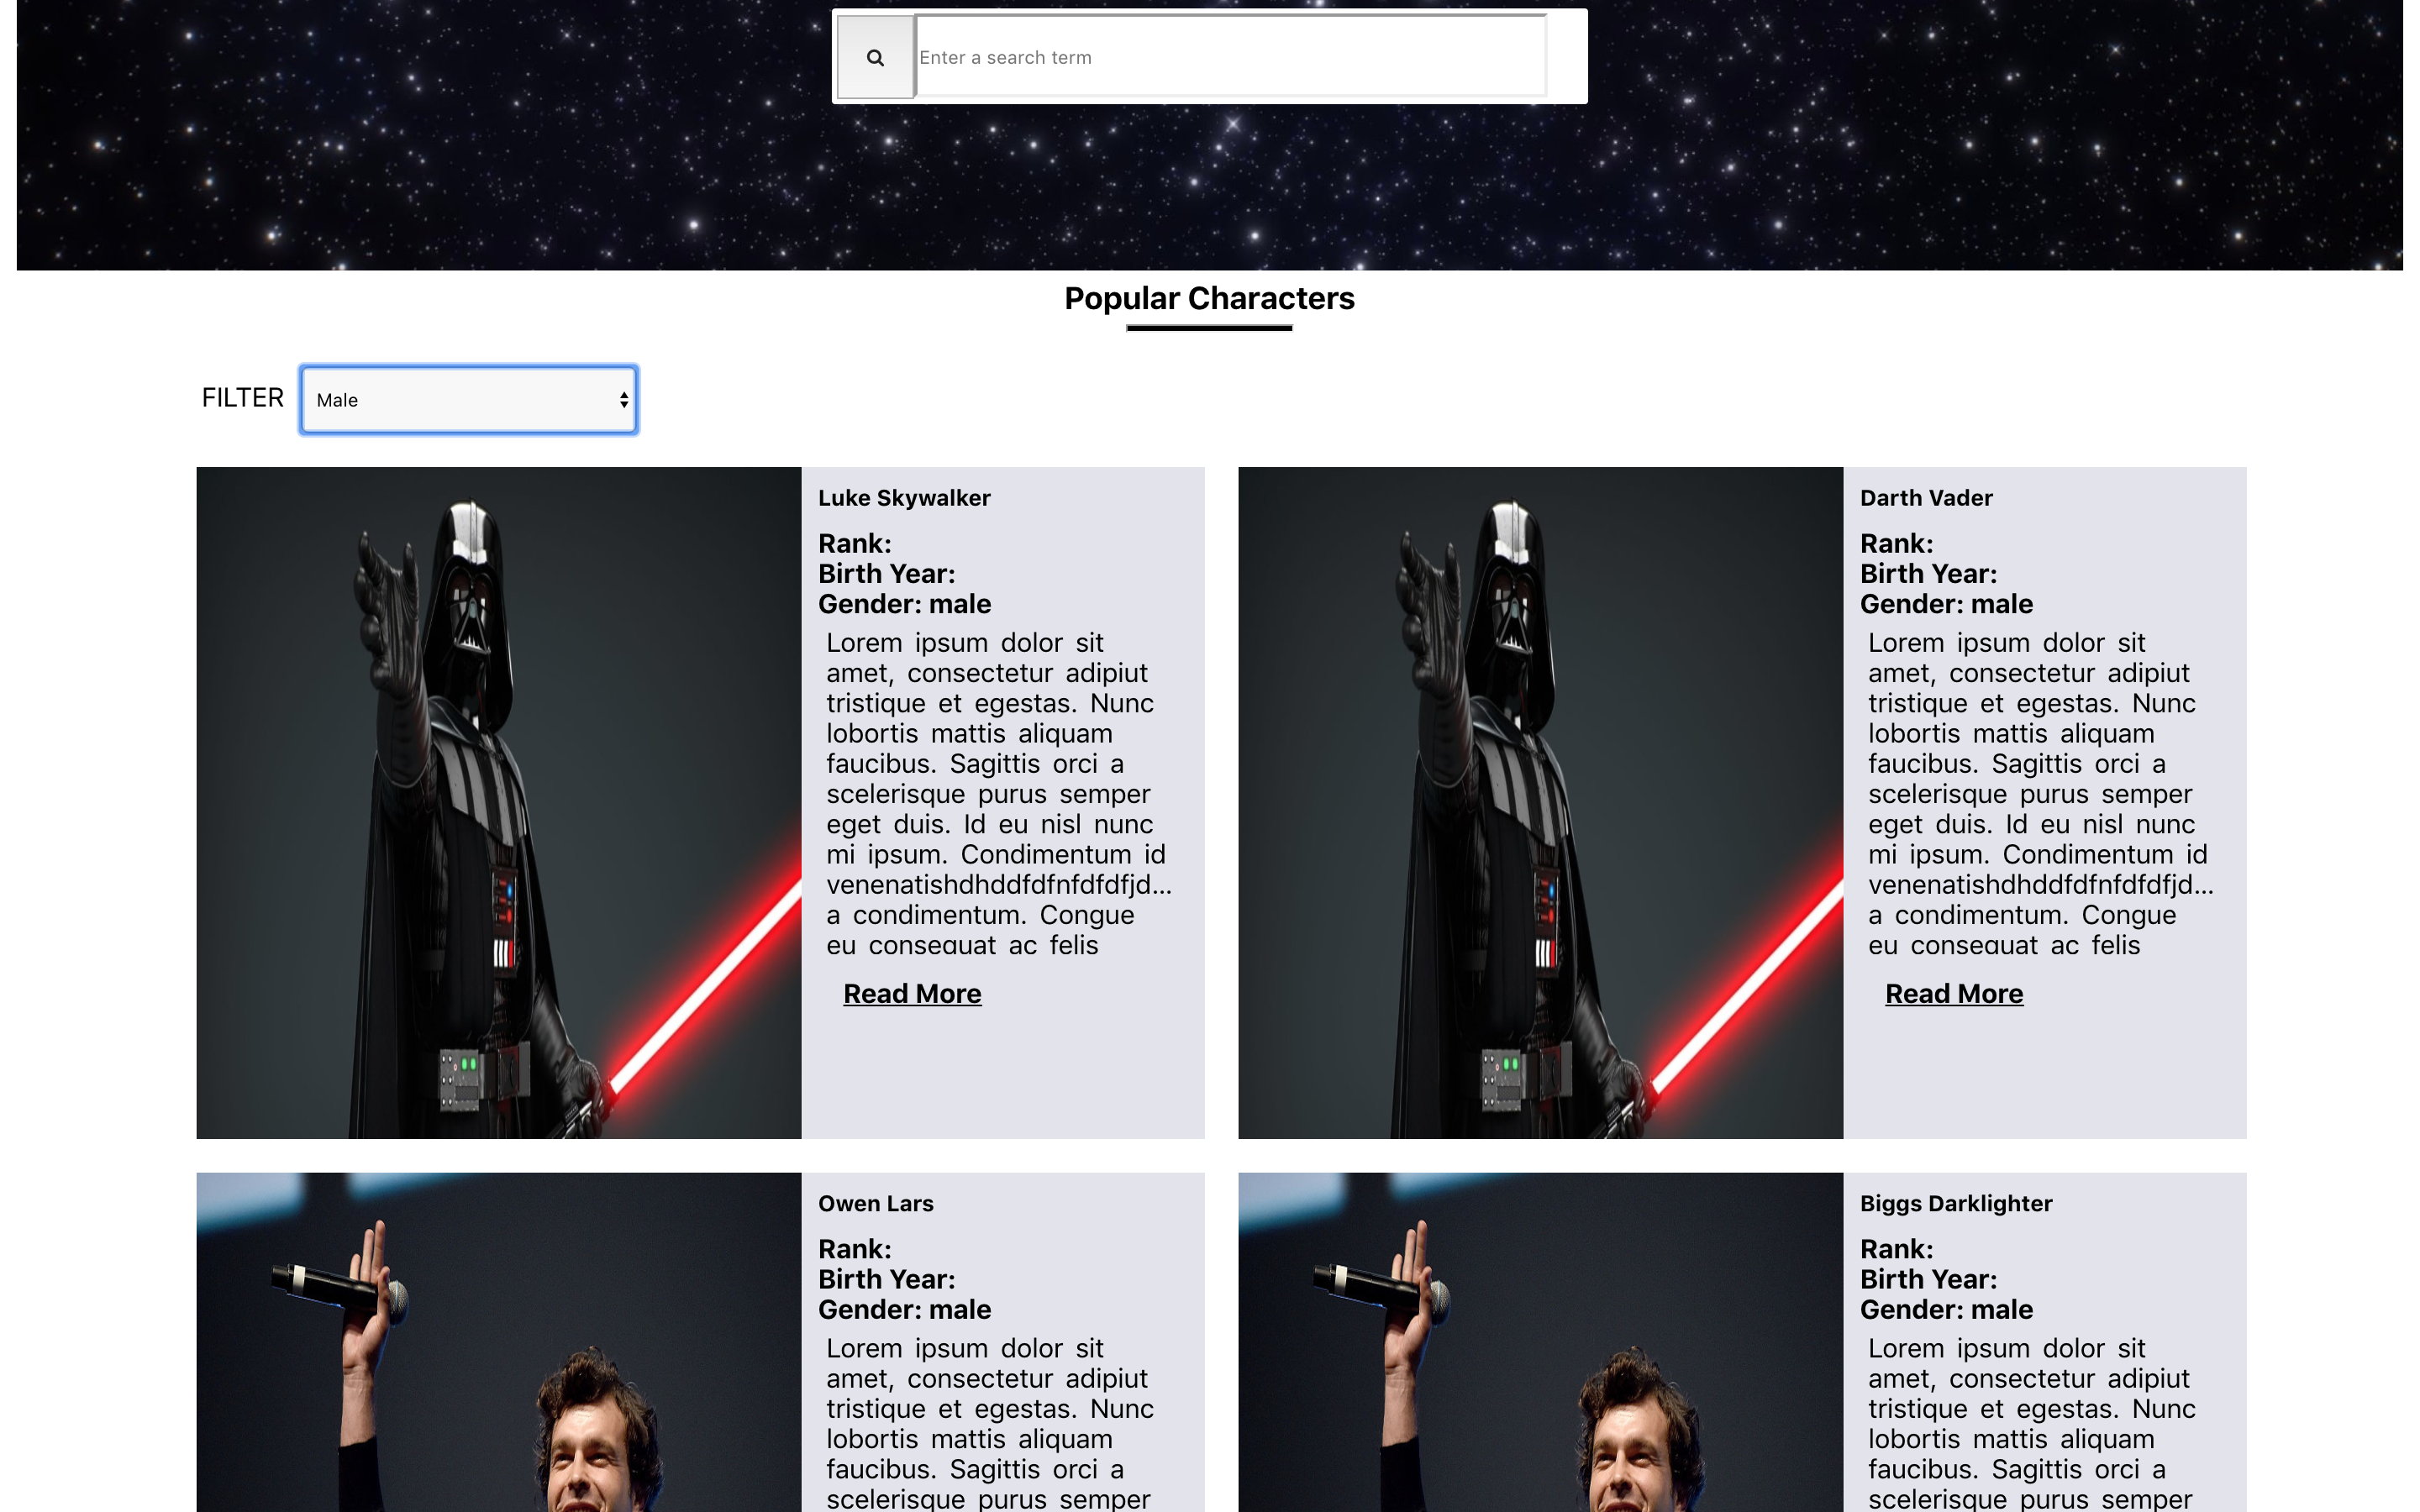 Enter a search term
Popular Characters
FILTER
Male
Luke Skywalker
Rank:
Birth Year:
Gender: male
Lorem ipsum dolor sit
amet, consectetur adipiut
tristique et egestas. Nunc
lobortis mattis aliquam
faucibus. Sagittis orci a
scelerisque purus semper
eget duis. Id eu nisl nunc
mi ipsum. Condimentum id
venenatishdhddfdfnfdfdfjd...
a condimentum. Congue
eu consequat ac felis
Read More
Darth Vader
Rank:
Birth Year:
Gender: male
Lorem ipsum dolor sit
amet, consectetur adipiut
tristique et egestas. Nunc
lobortis mattis aliquam
faucibus. Sagittis orci a
scelerisque purus semper
eget duis. Id eu nisl nunc
mi ipsum. Condimentum id
venenatishdhddfdfnfdfdfjd...
a condimentum. Congue
eu consequat ac felis
Read More
Owen Lars
Rank:
Birth Year:
Gender: male
Lorem ipsum dolor sit
amet, consectetur adipiut
tristique et egestas. Nunc
lobortis mattis aliquam
faucibus. Sagittis orci a
scelerisque purus semper
Biggs Darklighter
Rank:
Birth Year:
Gender: male
Lorem ipsum dolor sit
amet, consectetur adipiut
tristique et egestas. Nunc
lobortis mattis aliquam
faucibus. Sagittis orci a
scelerisque purus semper